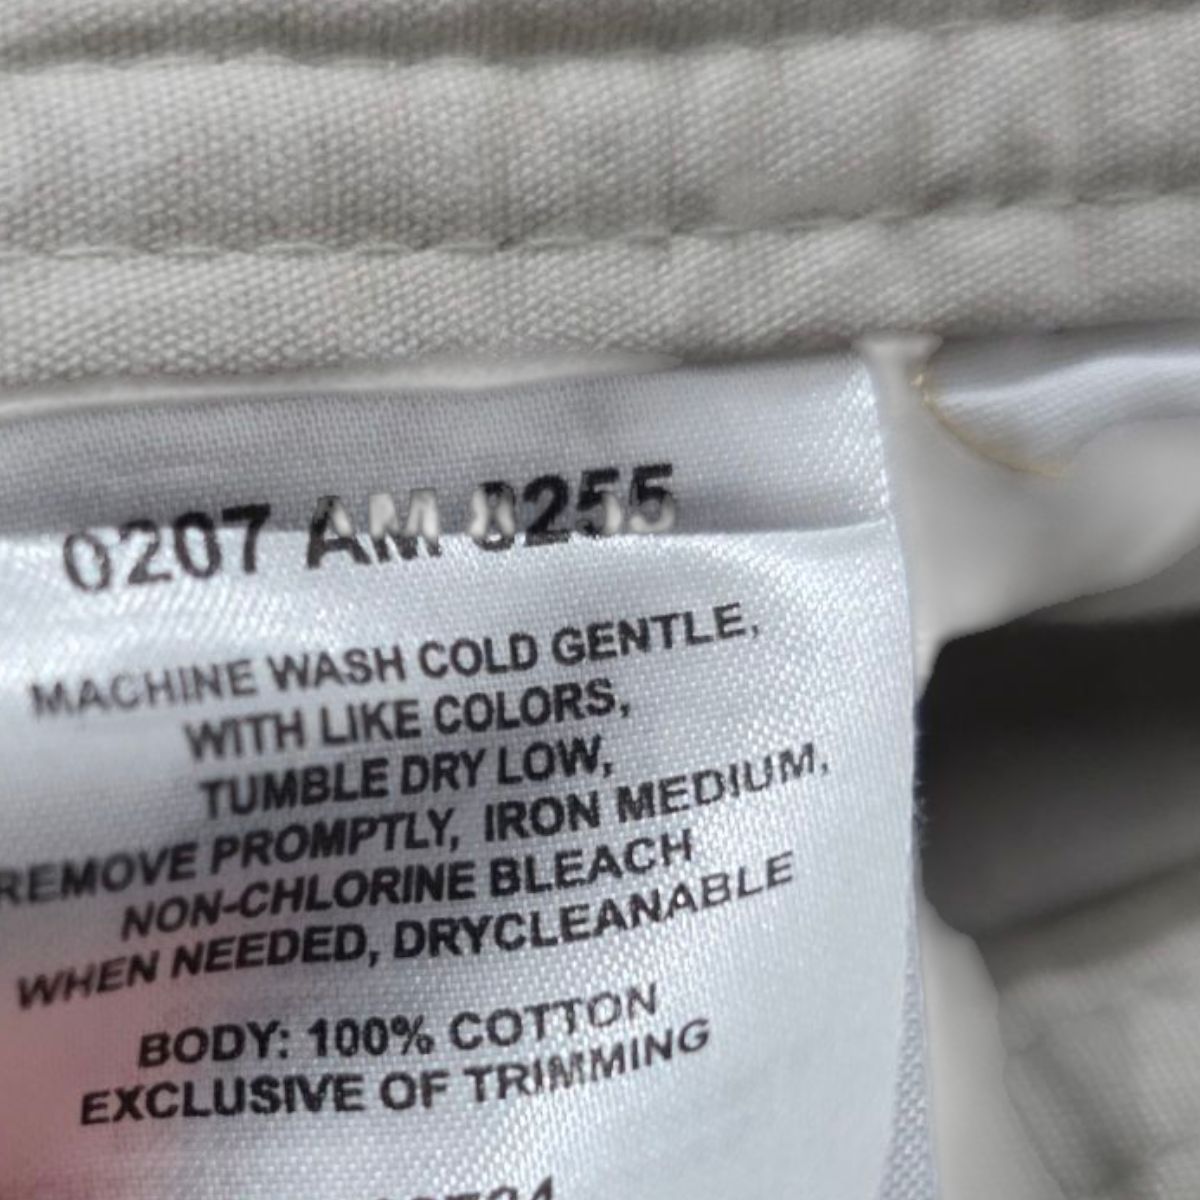 0207 AM 8255
MACHINE WASH COLD GENTLE,
WITH LIKE COLORS,
TUMBLE DRY LOW,
REMOVE PROMPTLY, IRON MEDIUM,
NON-CHLORINE BLEACH
WHEN NEEDED, DRYCLEANABLE
BODY: 100% COTTON
EXCLUSIVE OF TRIMMING